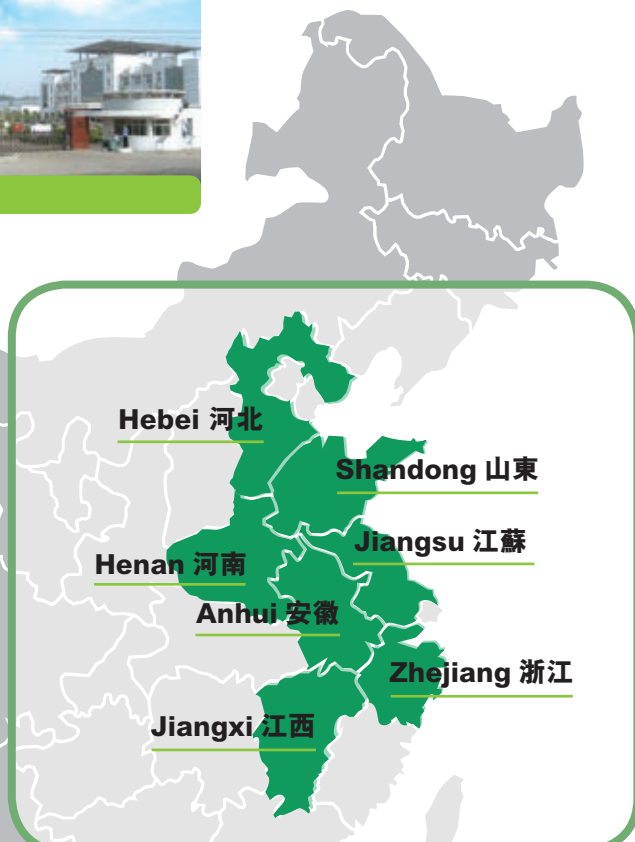 Hebei 河北
Shandong 山東
Jiangsu 江蘇
Henan 河南
Anhui 安徽
Zhejiang 浙江
Jiangxi 江西